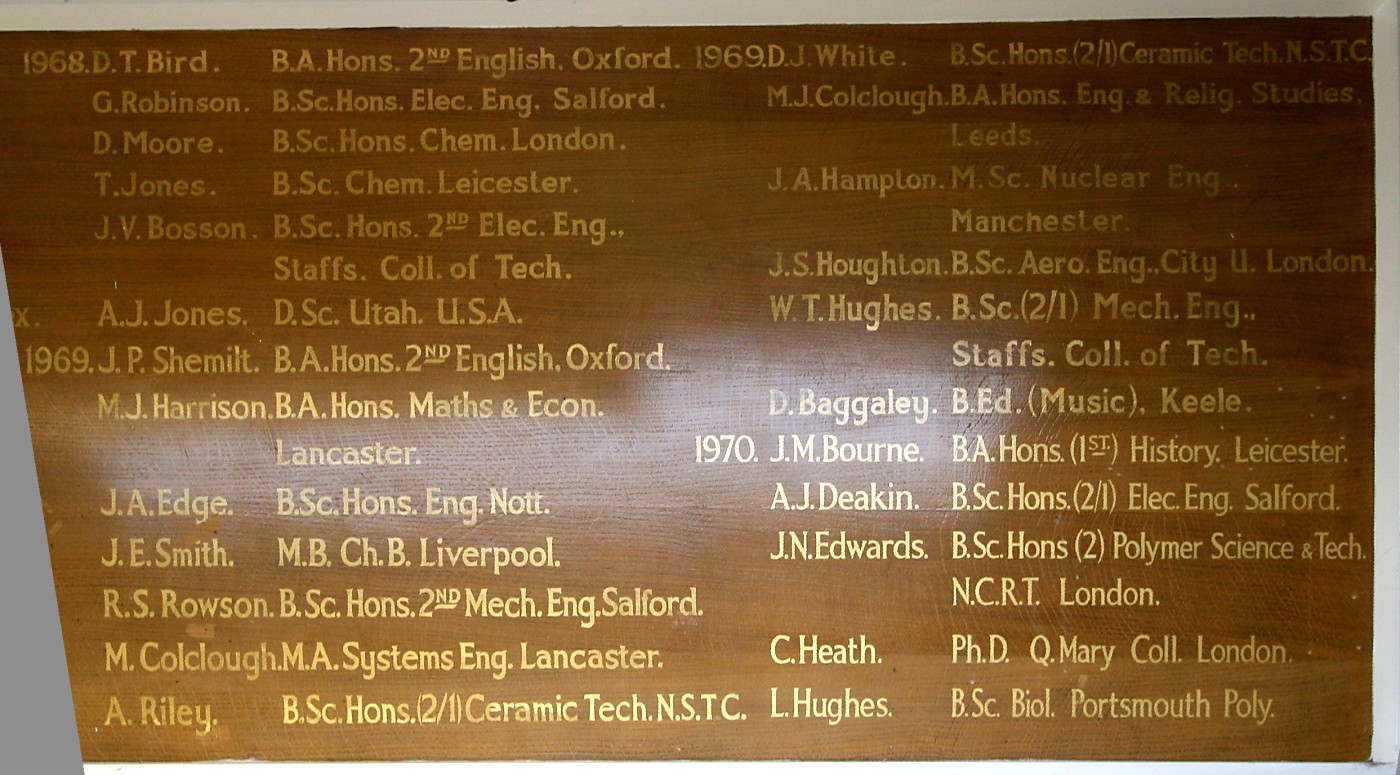 1968. D. T. Bird. B.A. Hons. 2ND English, Oxford.
G. Robinson. B.Sc. Hons. Elec. Eng. Salford.
D. Moore. B.Sc. Hons. Chem. London.
T. Jones. B.Sc. Chem. Leicester.
J. V. Bosson. B.Sc. Hons. 2ND Elec. Eng.,
Staffs. Coll. of Tech.
x. A.J. Jones. D.Sc. Utah. U.S.A.
1969. J. P. Shemilt. B.A. Hons. 2ND English, Oxford.
M.J. Harrison. B.A. Hons. Maths & Econ.
Lancaster.
J.A. Edge. B.Sc. Hons. Eng. Nott.
J. E. Smith. M.B. Ch.B. Liverpool.
R.S. Rowson. B.Sc. Hons. 2ND Mech. Eng. Salford.
M. Colclough. M.A. Systems Eng. Lancaster.
A. Riley. B.Sc. Hons. (2/1) Ceramic Tech. N.S.T.C.
1969. D.J. White. B.Sc. Hons. (2/1) Ceramic Tech. N.S.T.C.
M.J. Colclough. B.A. Hons. Eng. & Relig. Studies,
Leeds.
J. A. Hampton. M. Sc. Nuclear Eng.,
Manchester.
J.S. Houghton. B.Sc. Aero. Eng., City U. London.
W. T. Hughes. B.Sc. (2/1) Mech. Eng.,
Staffs. Coll. of Tech.
D. Baggaley. B.Ed. (Music), Keele.
1970. J.M. Bourne. B.A. Hons. (1ST.) History. Leicester.
A.J. Deakin. B.Sc. Hons. (2/1) Elec. Eng. Salford.
J.N. Edwards. B.Sc. Hons (2) Polymer Science & Tech.
N.C.R.T. London.
C. Heath. Ph.D. Q. Mary Coll. London.
L. Hughes. B.Sc. Biol. Portsmouth Poly.